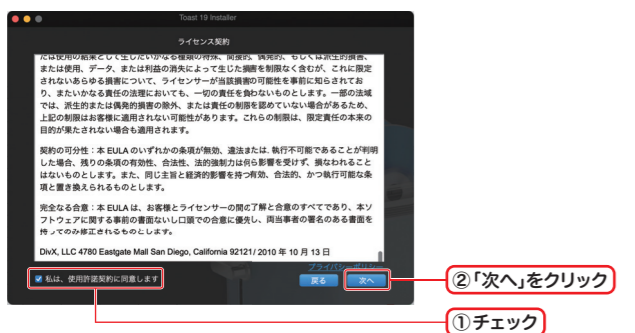 Toast 19 Installer
ライセンス契約
たは使用の結果として生じたいかなる種類の特殊、間接的、偶発的、もしくは派生的損害、
または使用、データ、または利益の消失によって生じた損害を制限なく含むが、これに限定
されないあらゆる損害について、ライセンサーが当該損害の可能性を事前に知らされてお
り、またいかなる責任の法理においても、一切の責任を負わないものとします。一部の法域
では、派生的または偶発的損害の除外、または責任の制限を認めていない場合があるため、
上記の制限はお客様に適用されない可能性があります。これらの制限は、限定責任の本来の
目的が果たされない場合も適用されます。
契約の可分性：本 EULA のいずれかの条項が無効、違法または、執行不可能であることが判明
した場合、残りの条項の有効性、合法性、法的強制力は何ら影響を受けず、損なわれること
はないものとします。また、同じ主旨と経済的影響を持つ有効、合法的、かつ執行可能な条
項と置き換えられるものとします。
完全なる合意：本 EULA は、お客様とライセンサーの間の了解と合意のすべてであり、本ソ
フトウェアに関する事前の書面ないし口頭での合意に優先し、両当事者の署名のある書面を
持ってのみ修正されるものとします。
DivX, LLC 4780 Eastgate Mall San Diego, California 92121/ 2010 年 10 月 13 日
プライバシーポリシー
私は、使用許諾契約に同意します
戻る
次へ
②「次へ」をクリック
①チェック